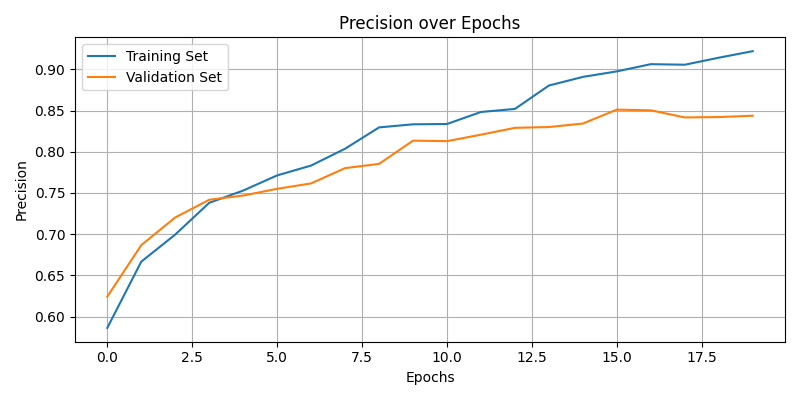 Precision over Epochs
Training Set
Validation Set
0.90
0.85
0.80
0.75
0.70
0.65
0.60
Precision
0.0 2.5 5.0 7.5 10.0 12.5 15.0 17.5
Epochs